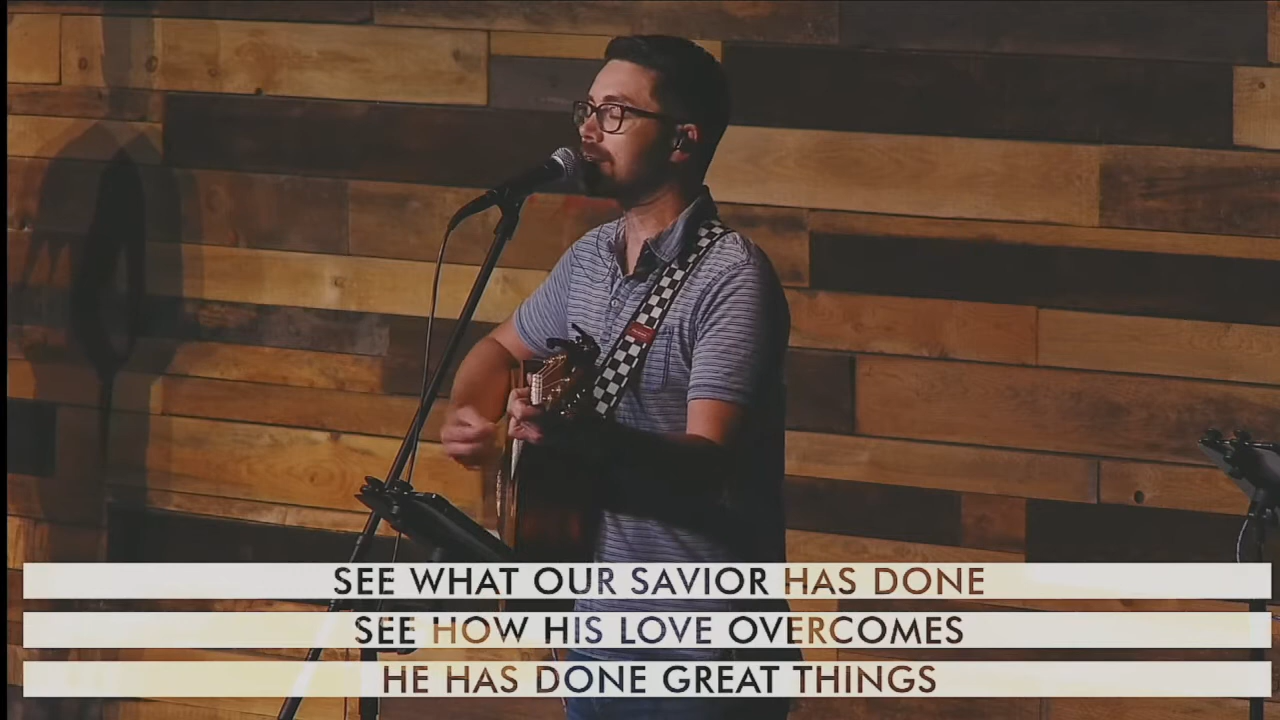 SEE WHAT OUR SAVIOR HAS DONE
SEE HOW HIS LOVE OVERCOMES
HE HAS DONE GREAT THINGS